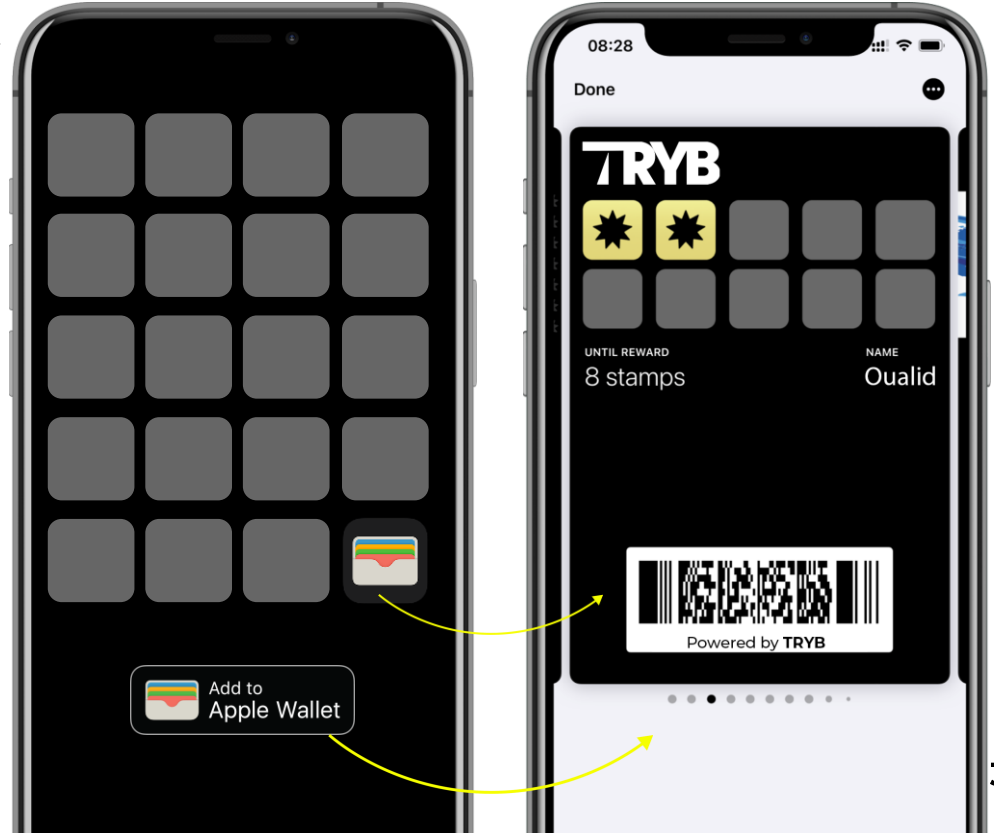 Add to
Apple Wallet
08:28
Done
TRYB
UNTIL REWARD
8 stamps
NAME
Oualid
Powered by TRYB